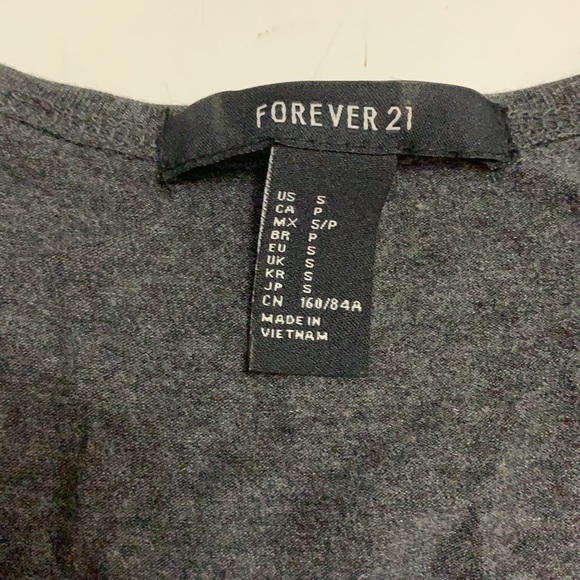 FOREVER 21
US S
CA P
MX S/P
BR P
EU S
UK S
KR S
JP S
CN 160/84A
MADE IN
VIETNAM